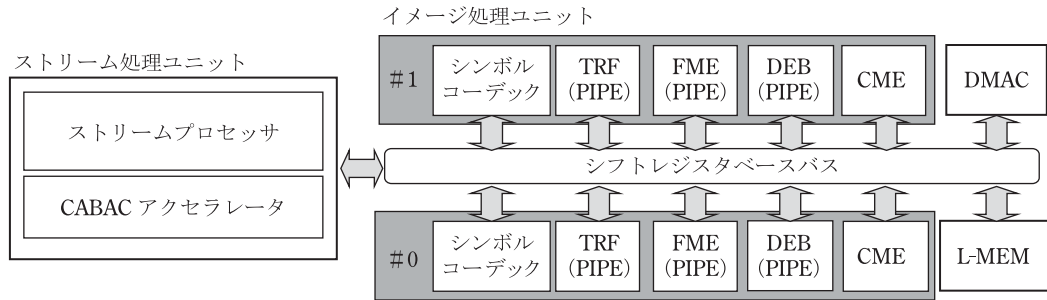 イメージ処理ユニット
ストリーム処理ユニット
ストリームプロセッサ
CABAC アクセラレータ
#1
シンボル
コーデック
TRF
(PIPE)
FME
(PIPE)
DEB
(PIPE)
CME
DMAC
シフトレジスタベースバス
#0
シンボル
コーデック
TRF
(PIPE)
FME
(PIPE)
DEB
(PIPE)
CME
L-MEM